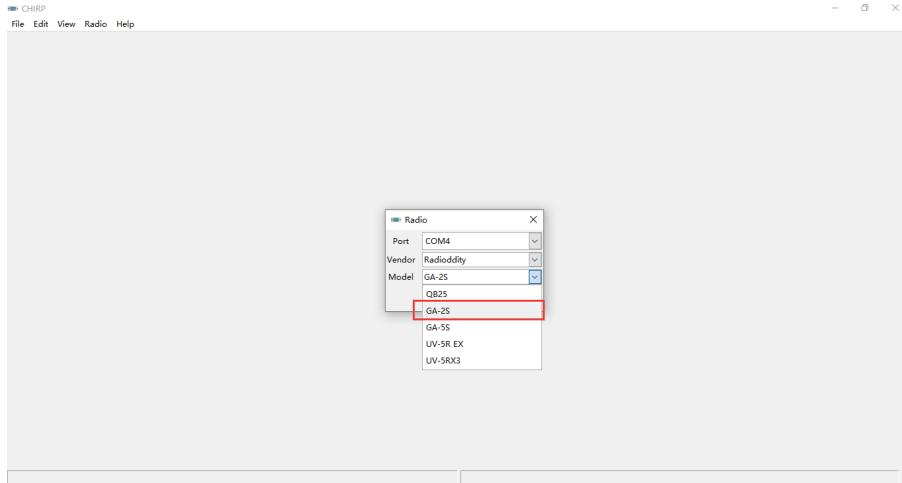 CHIRP
File Edit View Radio Help
Radio
Port COM4
Vendor Radioddity
Model GA-2S
QB25
GA-2S
GA-5S
UV-5R EX
UV-5RX3